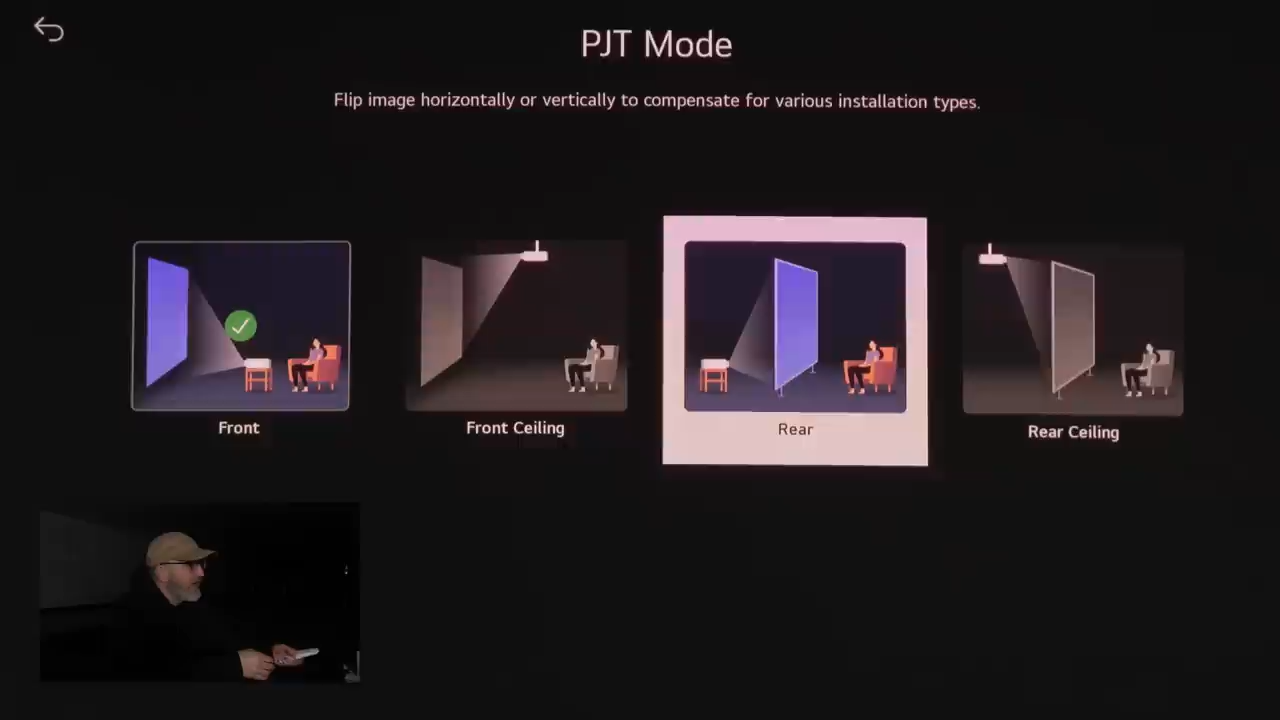 PJT Mode
Flip image horizontally or vertically to compensate for various installation types.
Front
Front Ceiling
Rear
Rear Ceiling